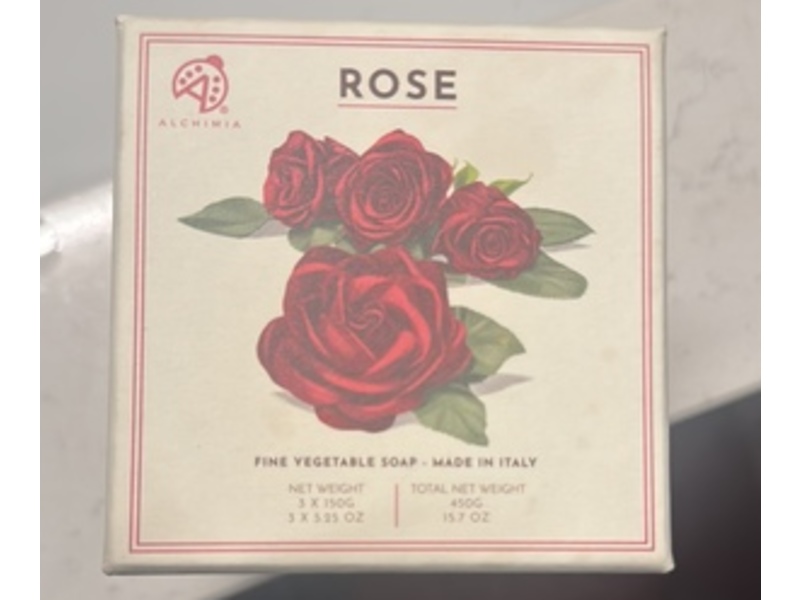 ROSE
ALCHIMIA
FINE VEGETABLE SOAP - MADE IN ITALY
NET WEIGHT
3 X 150G
3 X 5.25 OZ
TOTAL NET WEIGHT
450G
15.7 OZ